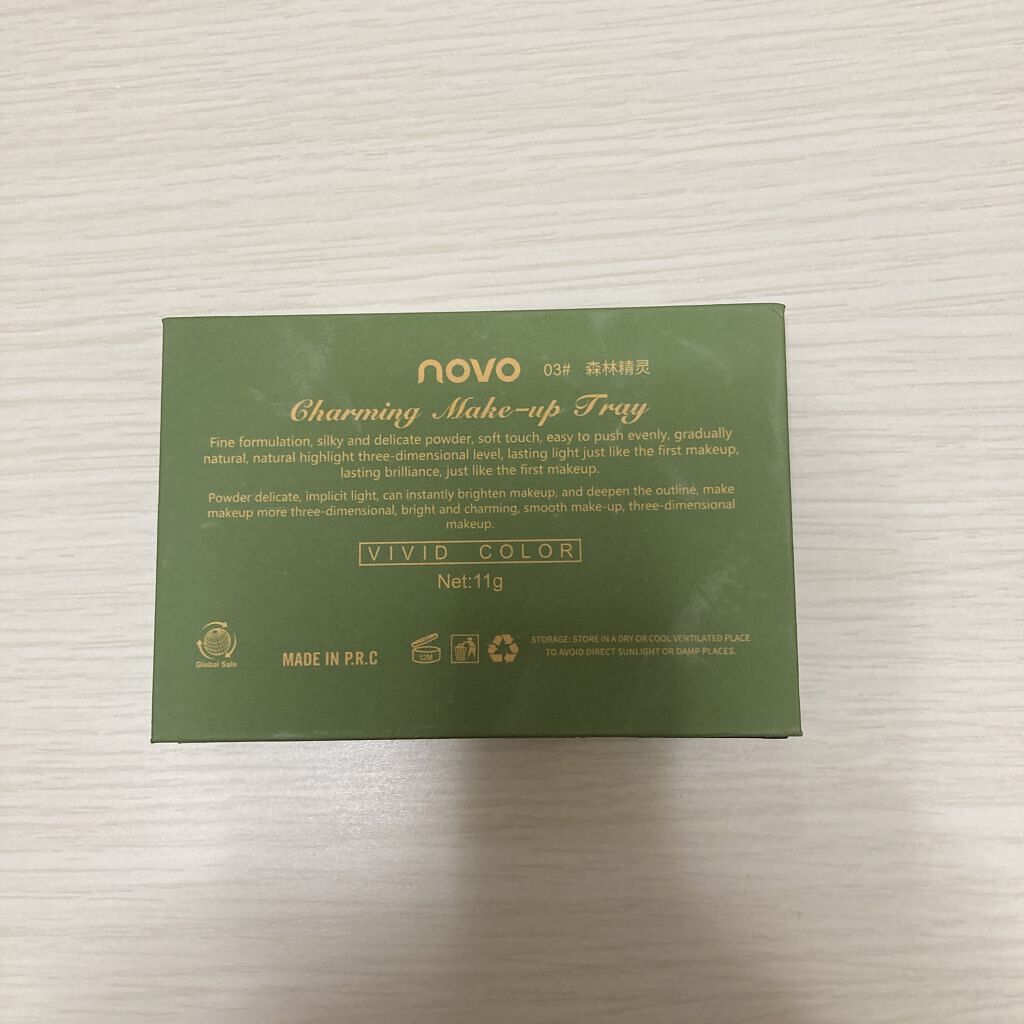 novo 03# 森林精灵
Charming Make-up Tray
Fine formulation, silky and delicate powder, soft touch, easy to push evenly, gradually
natural, natural highlight three-dimensional level, lasting light just like the first makeup,
lasting brilliance, just like the first makeup.
Powder delicate, implicit light, can instantly brighten makeup, and deepen the outline, make
makeup more three-dimensional, bright and charming, smooth make-up, three-dimensional
makeup.
VIVID COLOR
Net:11g
Global Sale
MADE IN P.R.C
12M
STORAGE: STORE IN A DRY OR COOL VENTILATED PLACE
TO AVOID DIRECT SUNLIGHT OR DAMP PLACES.